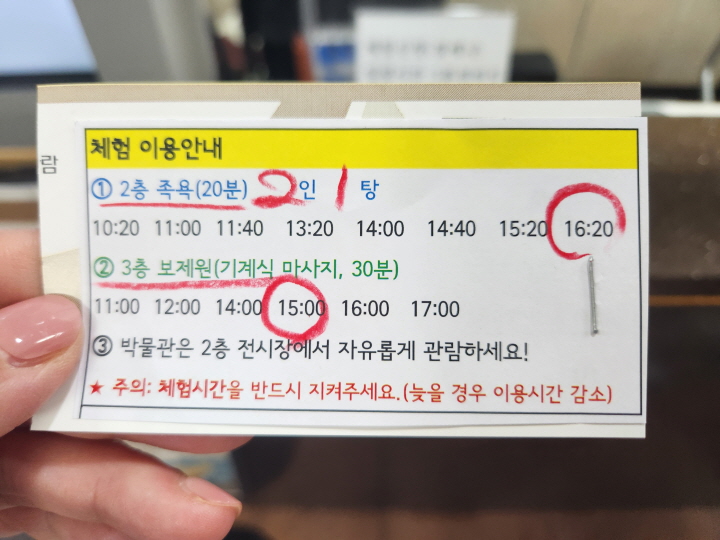 람
체험 이용안내
① 2층 족욕(20분) 2인 1탕
10:20 11:00 11:40 13:20 14:00 14:40 15:20 16:20
② 3층 보제원(기계식 마사지, 30분)
11:00 12:00 14:00 15:00 16:00 17:00
③ 박물관은 2층 전시장에서 자유롭게 관람하세요!
★ 주의: 체험시간을 반드시 지켜주세요.(늦을 경우 이용시간 감소)